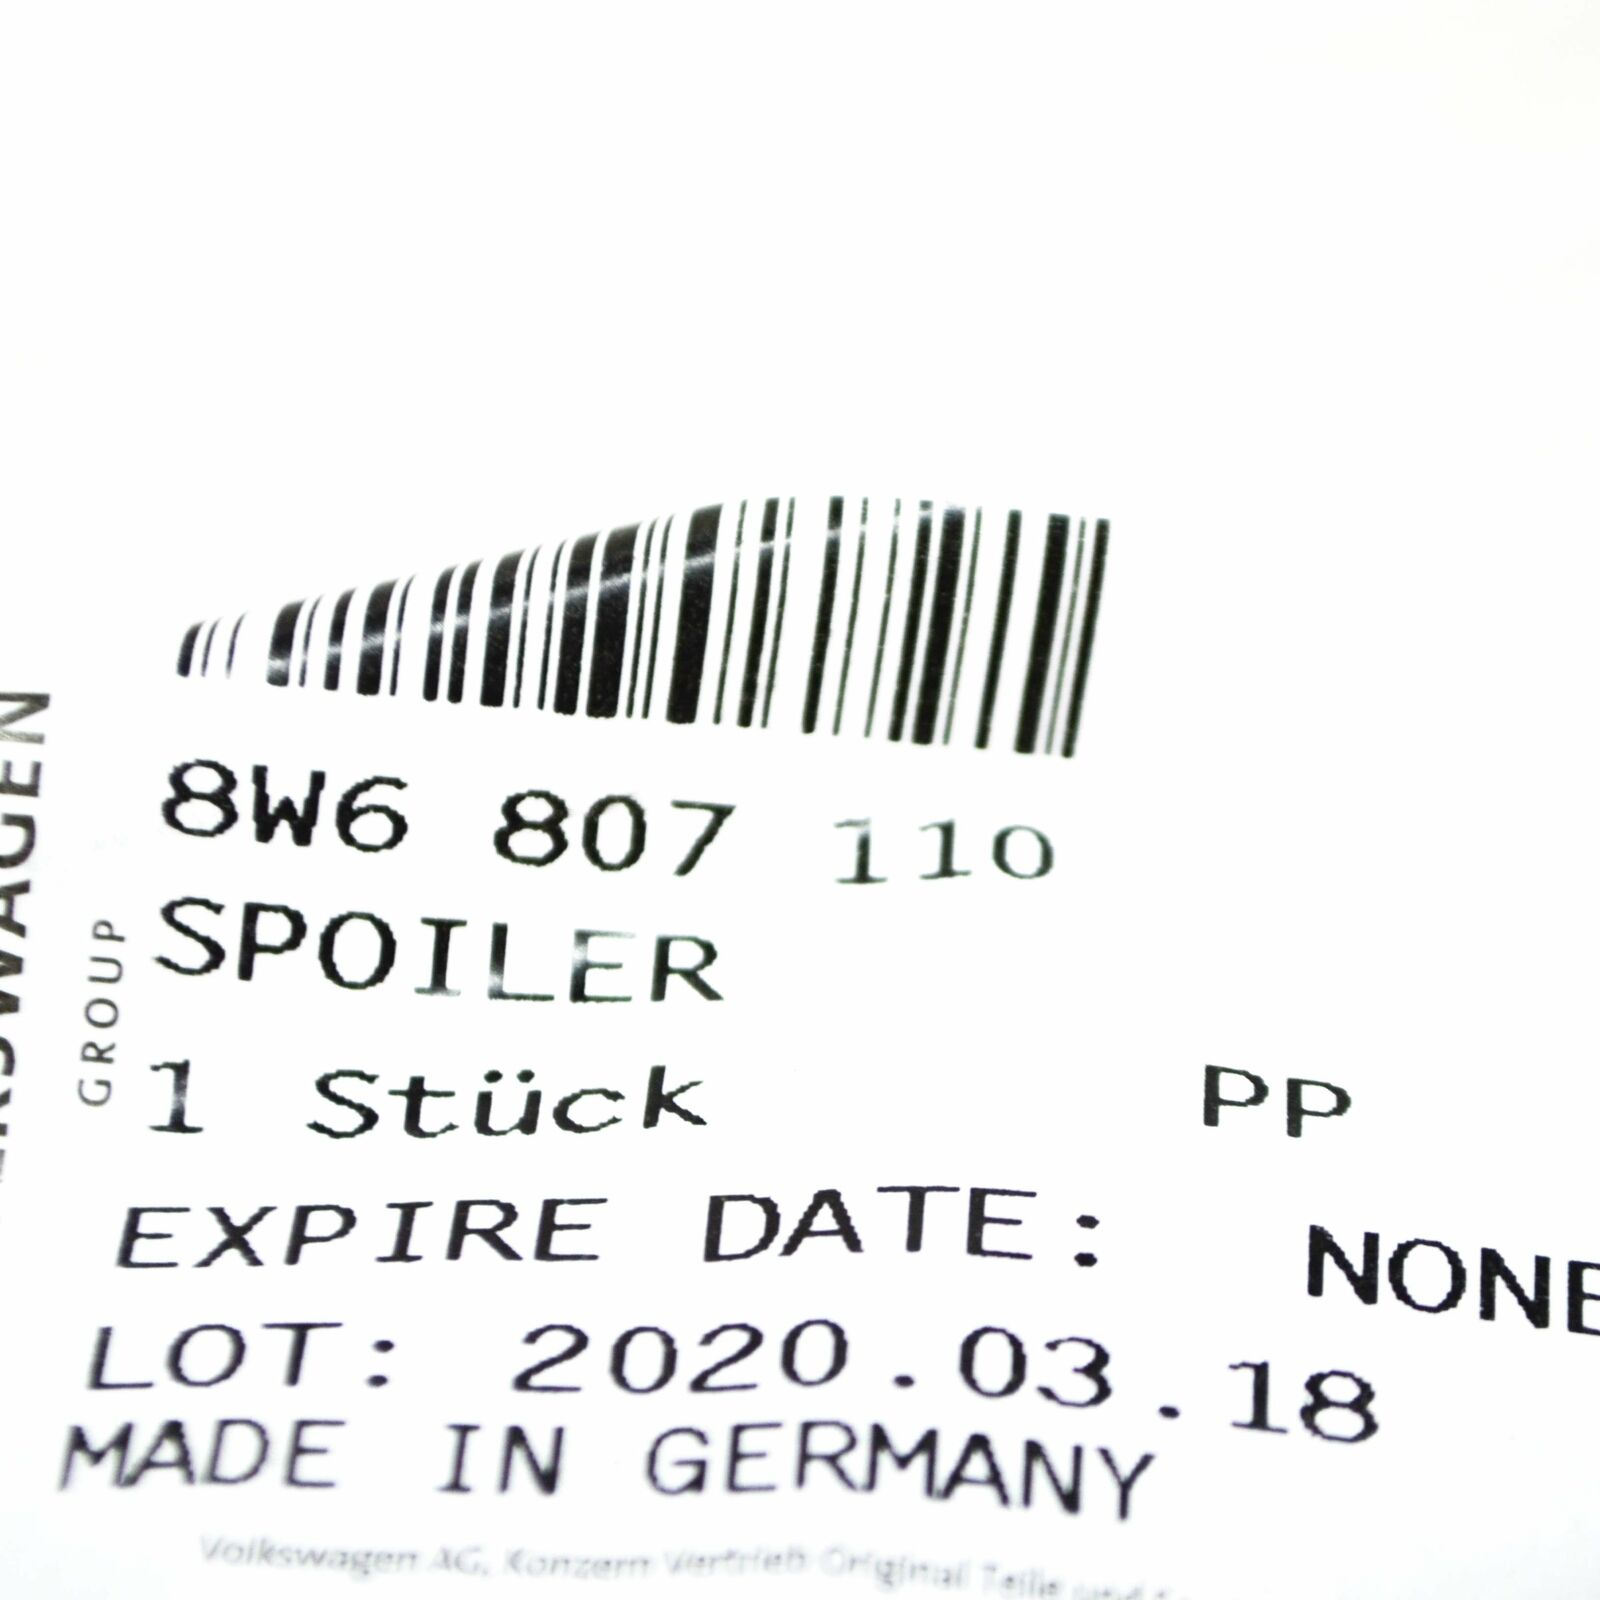 8W6 807 110
SPOILER
1 Stück PP
EXPIRE DATE: NONE
LOT: 2020.03.18
MADE IN GERMANY
Volkswagen AG, Konzern Vertrieb Original Teile und
GROUP